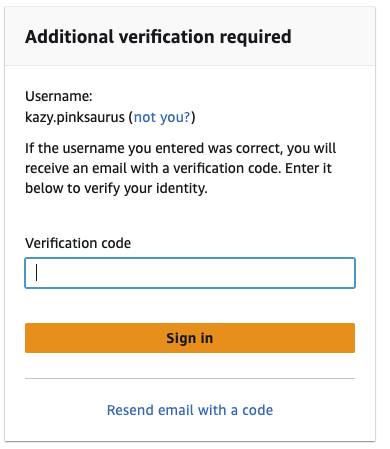 Additional verification required
Username:
kazy.pinksaurus (not you?)
If the username you entered was correct, you will
receive an email with a verification code. Enter it
below to verify your identity.
Verification code
Sign in
Resend email with a code